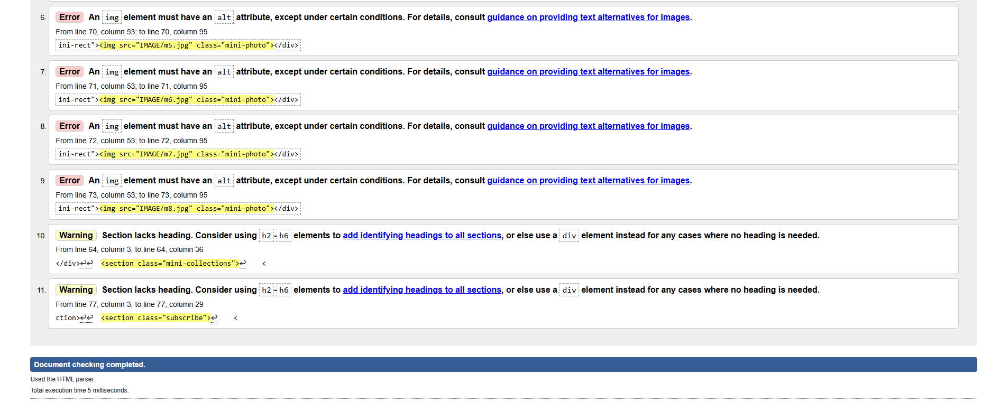 6. Error An img element must have an alt attribute, except under certain conditions. For details, consult guidance on providing text alternatives for images.
From line 70, column 53; to line 70, column 95
ini-rect"><img src="IMAGE/m5.jpg" class="mini-photo"></div>
7. Error An img element must have an alt attribute, except under certain conditions. For details, consult guidance on providing text alternatives for images.
From line 71, column 53; to line 71, column 95
ini-rect"><img src="IMAGE/m6.jpg" class="mini-photo"></div>
8. Error An img element must have an alt attribute, except under certain conditions. For details, consult guidance on providing text alternatives for images.
From line 72, column 53; to line 72, column 95
ini-rect"><img src="IMAGE/m7.jpg" class="mini-photo"></div>
9. Error An img element must have an alt attribute, except under certain conditions. For details, consult guidance on providing text alternatives for images.
From line 73, column 53; to line 73, column 95
ini-rect"><img src="IMAGE/m8.jpg" class="mini-photo"></div>
10. Warning Section lacks heading. Consider using h2-h6 elements to add identifying headings to all sections, or else use a div element instead for any cases where no heading is needed.
From line 64, column 3; to line 64, column 36
</div>↩↩ <section class="mini-collections">↩ <
11. Warning Section lacks heading. Consider using h2-h6 elements to add identifying headings to all sections, or else use a div element instead for any cases where no heading is needed.
From line 77, column 3; to line 77, column 29
ction>↩↩ <section class="subscribe">↩ <
Document checking completed.
Used the HTML parser.
Total execution time 5 milliseconds.